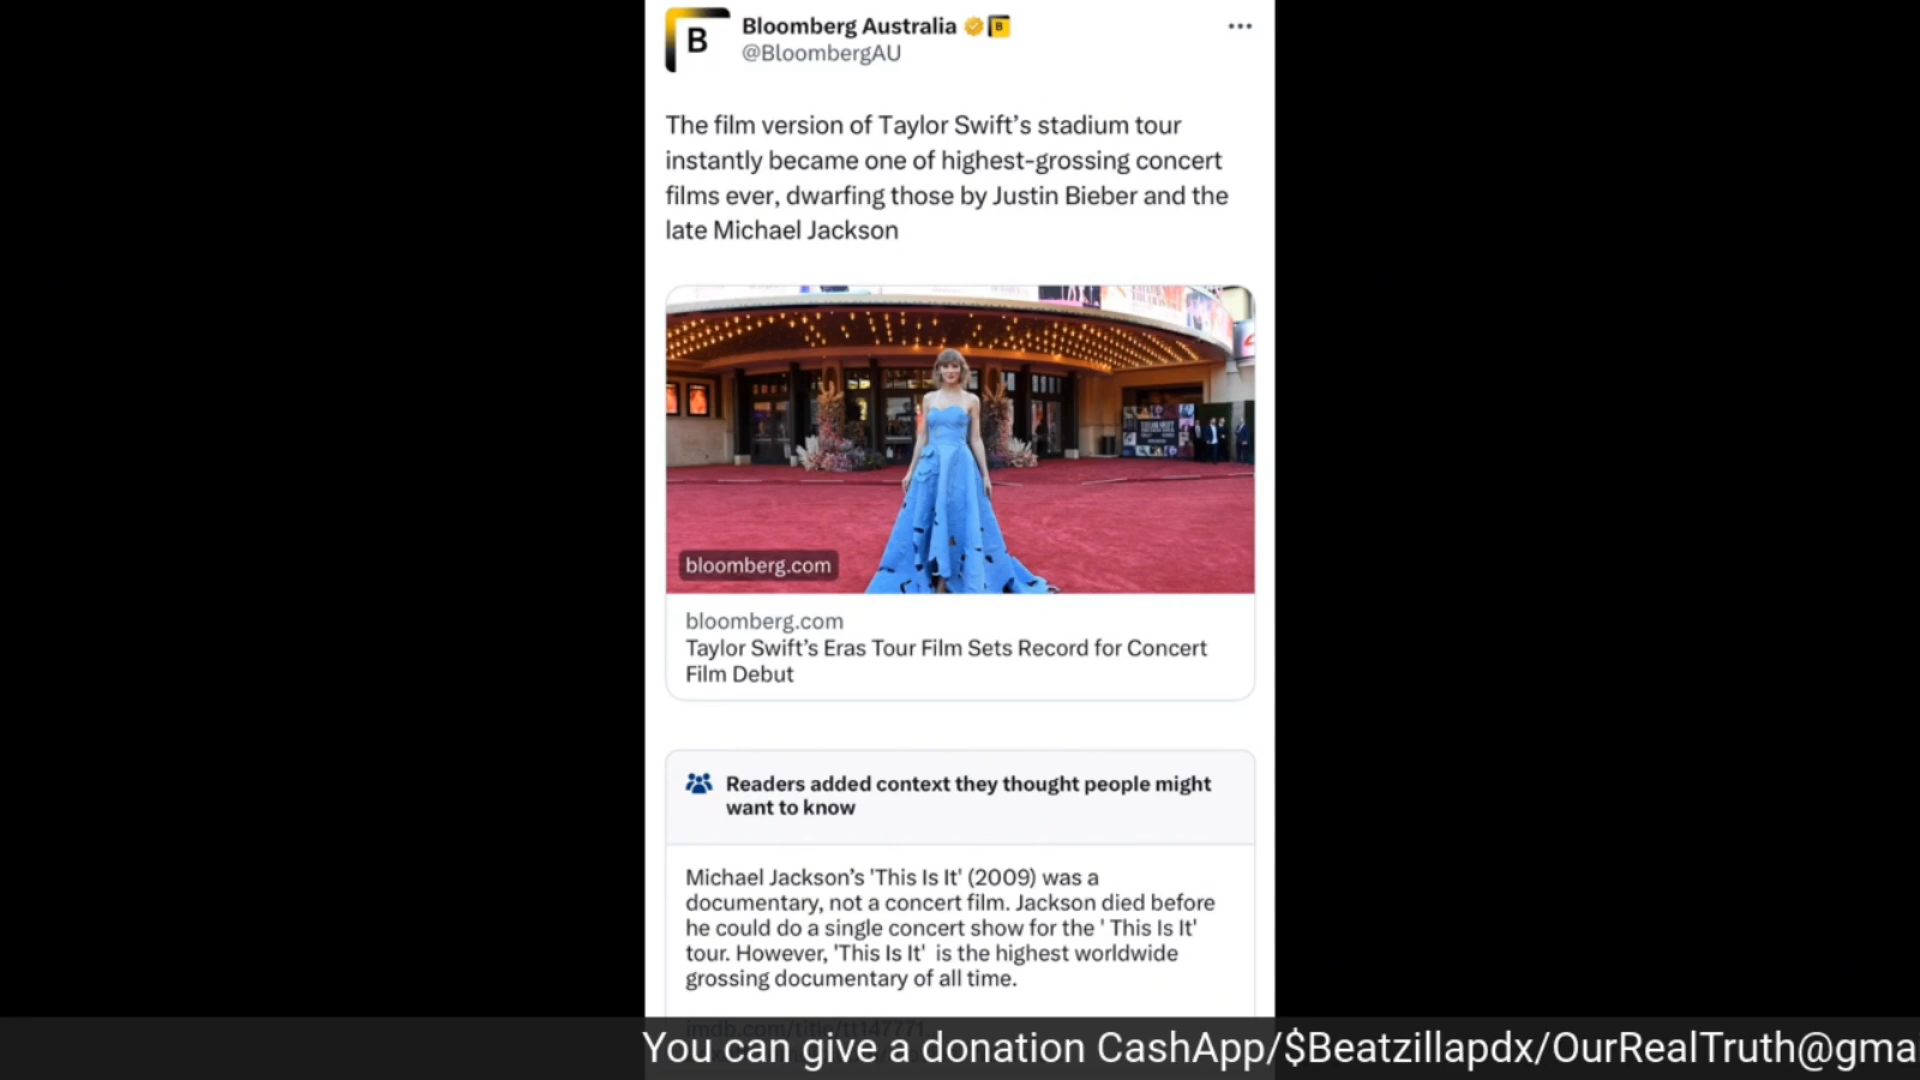 Bloomberg Australia
@BloombergAU
The film version of Taylor Swift’s stadium tour
instantly became one of highest-grossing concert
films ever, dwarfing those by Justin Bieber and the
late Michael Jackson
bloomberg.com
bloomberg.com
Taylor Swift’s Eras Tour Film Sets Record for Concert
Film Debut
Readers added context they thought people might
want to know
Michael Jackson’s 'This Is It' (2009) was a
documentary, not a concert film. Jackson died before
he could do a single concert show for the ' This Is It'
tour. However, 'This Is It'  is the highest worldwide
grossing documentary of all time.
imdb.com/title/tt147771
You can give a donation CashApp/$Beatzillapdx/OurRealTruth@gma